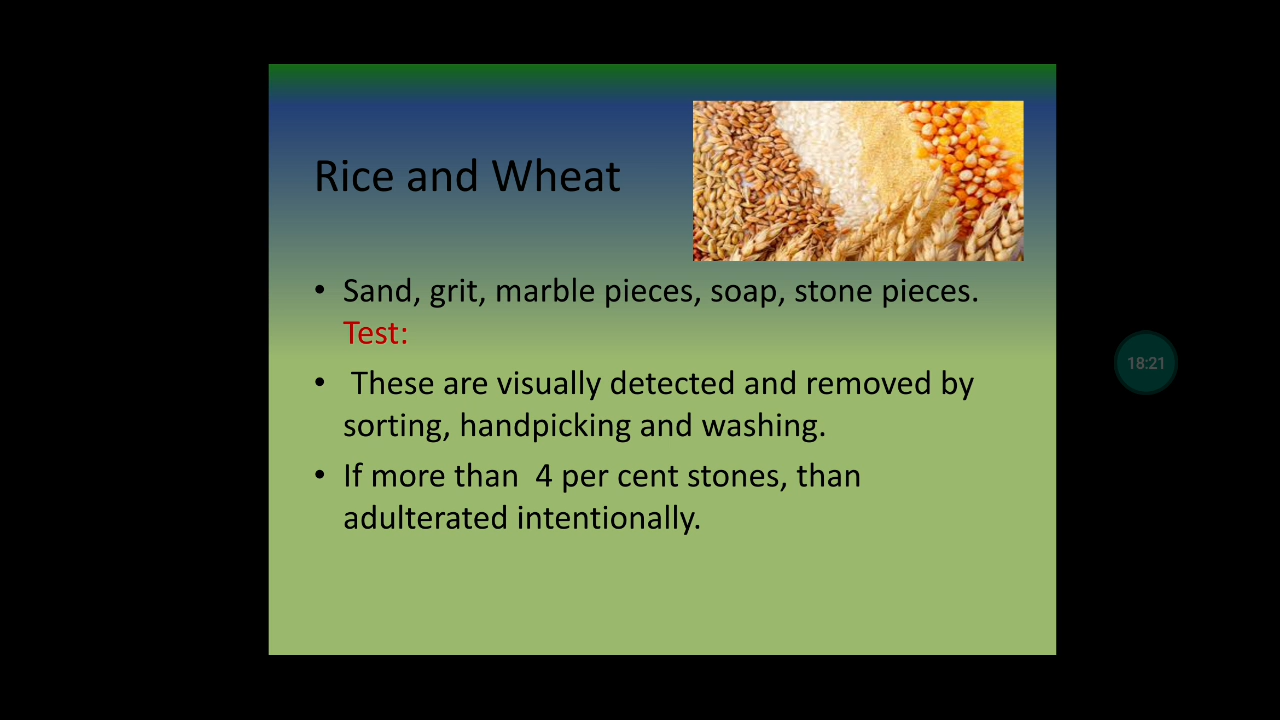 Rice and Wheat
• Sand, grit, marble pieces, soap, stone pieces.
Test:
• These are visually detected and removed by
sorting, handpicking and washing.
• If more than  4 per cent stones, than
adulterated intentionally.
18:21